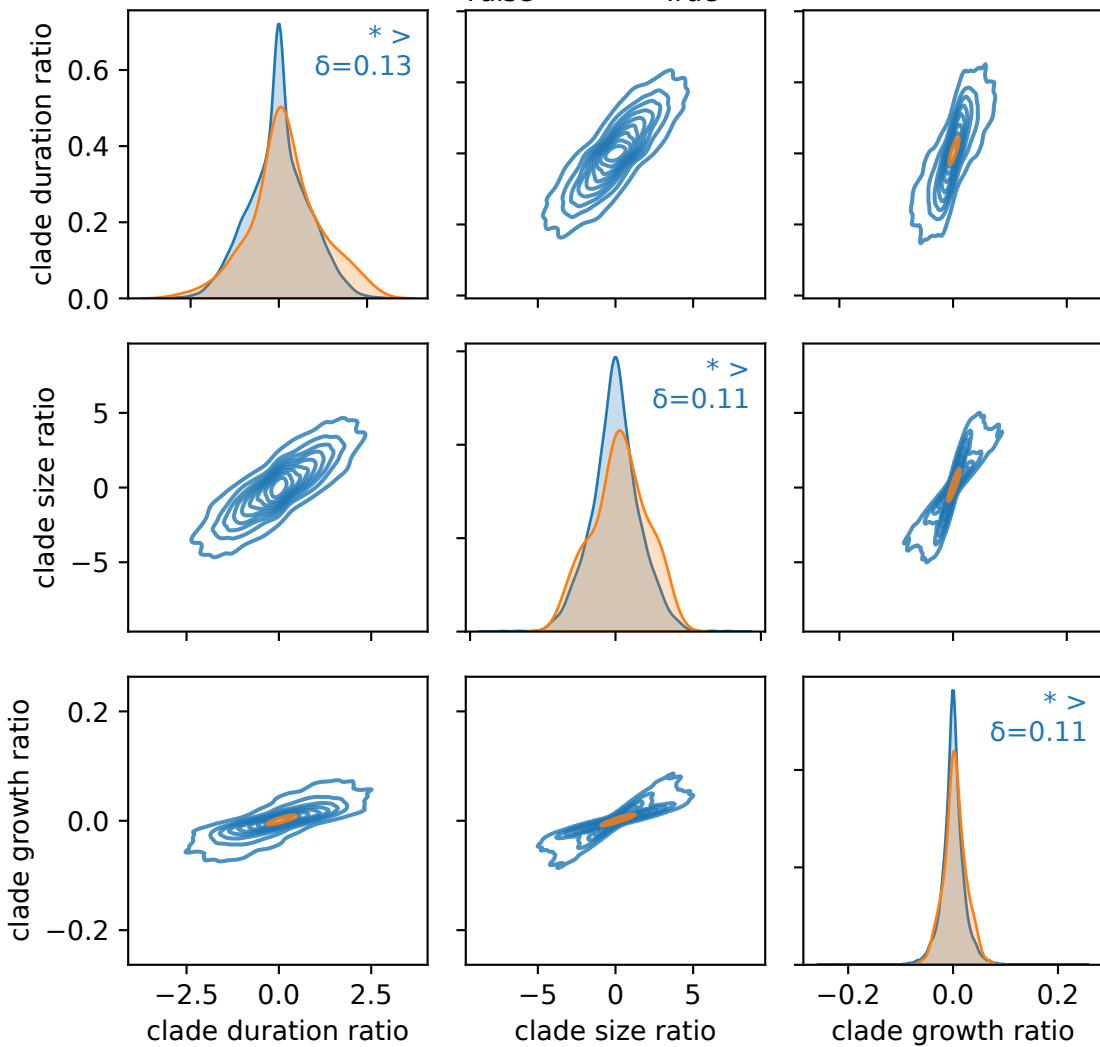 clade duration ratio
0.6
0.4
0.2
0.0
* >
δ=0.13
clade size ratio
5
0
−5
* >
δ=0.11
clade growth ratio
0.2
0.0
−0.2
* >
δ=0.11
−2.5 0.0 2.5
−5 0 5
−0.2 0.0 0.2
clade duration ratio
clade size ratio
clade growth ratio